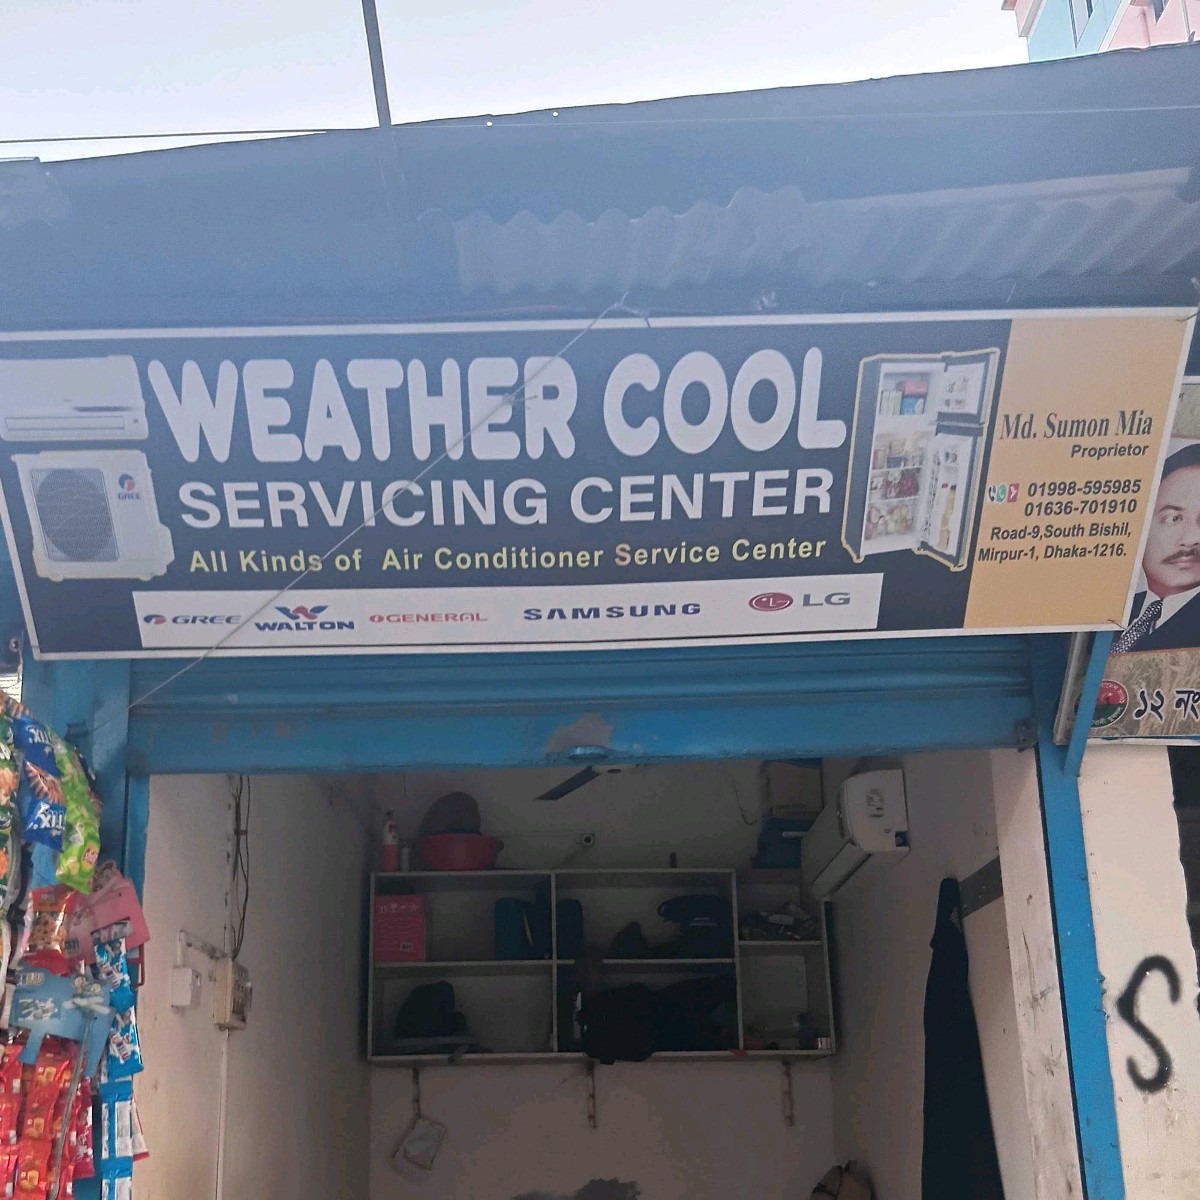 WEATHER COOL
SERVICING CENTER
All Kinds of Air Conditioner Service Center
GREE
GREE WALTON GENERAL SAMSUNG LG
Md. Sumon Mia
Proprietor
01998-595985
01636-701910
Road-9,South Bishil,
Mirpur-1, Dhaka-1216.
১২ নং
S